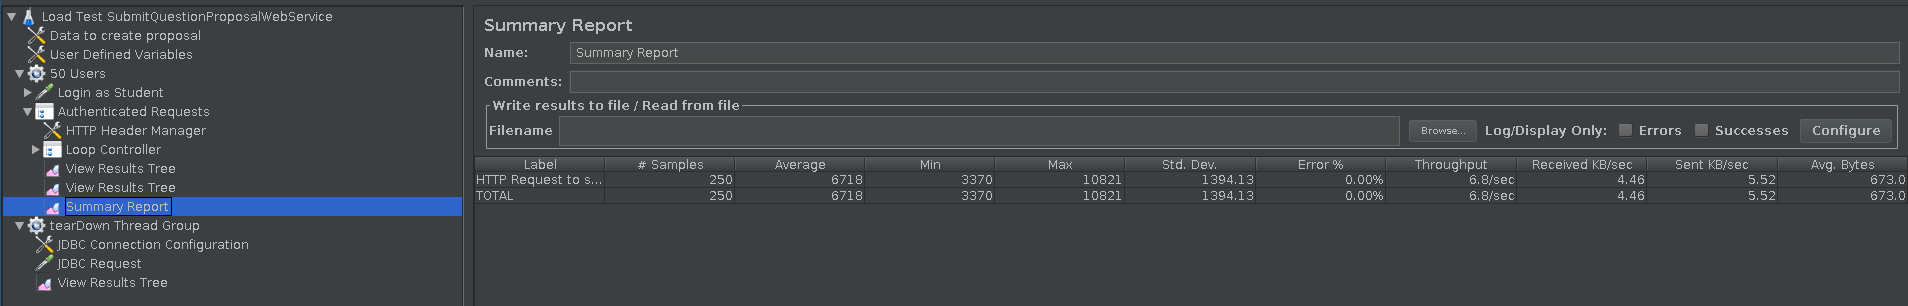 Load Test SubmitQuestionProposalWebService
Data to create proposal
User Defined Variables
50 Users
Login as Student
Authenticated Requests
HTTP Header Manager
Loop Controller
View Results Tree
View Results Tree
Summary Report
tearDown Thread Group
JDBC Connection Configuration
JDBC Request
View Results Tree
Summary Report
Name: Summary Report
Comments:
Write results to file / Read from file
Filename Browse... Log/Display Only: Errors Successes Configure
Label # Samples Average Min Max Std. Dev. Error % Throughput Received KB/sec Sent KB/sec Avg. Bytes
HTTP Request to s... 250 6718 3370 10821 1394.13 0.00% 6.8/sec 4.46 5.52 673.0
TOTAL 250 6718 3370 10821 1394.13 0.00% 6.8/sec 4.46 5.52 673.0